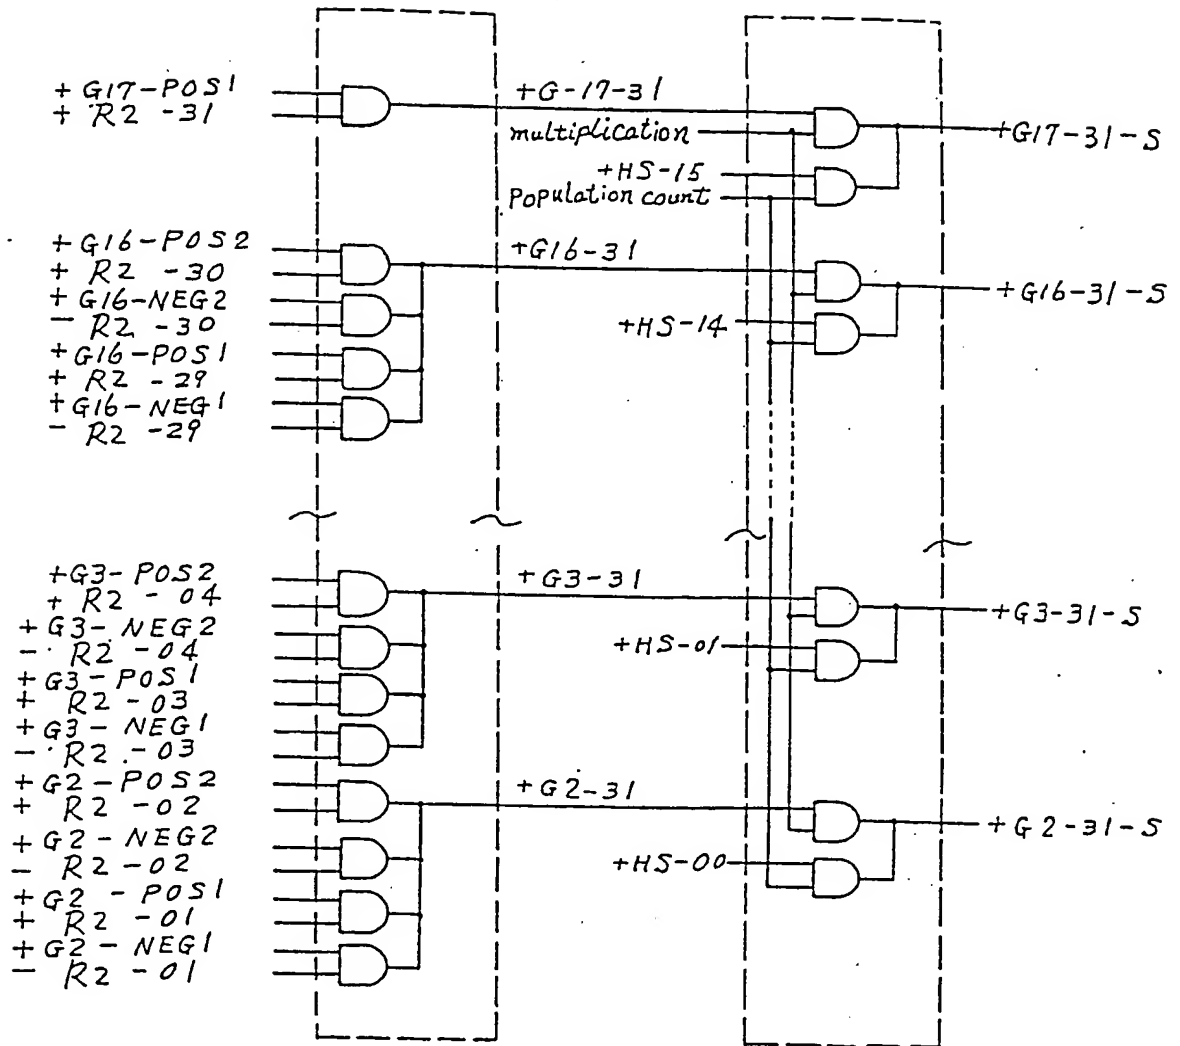 + G17-POS1
+ R2 -31
+G-17-31
multiplication
+HS-15
Population count
+G17-31-S
+ G16-POS2
+ R2 -30
+ G16-NEG2
- R2 -30
+G16-POS1
+ R2 -29
+ G16-NEG1
- R2 -29
+G16-31
+HS-14
+G16-31-S
+G3-POS2
+ R2 -04
+ G3-NEG2
- R2 -04
+ G3-POS1
+ R2 -03
+ G3-NEG1
- R2 -03
+G3-31
+HS-01
+G3-31-S
+ G2-POS2
+ R2 -02
+ G2-NEG2
- R2 -02
+ G2 -POS1
+ R2 -01
+ G2-NEG1
- R2 -01
+G2-31
+HS-00
+G2-31-S